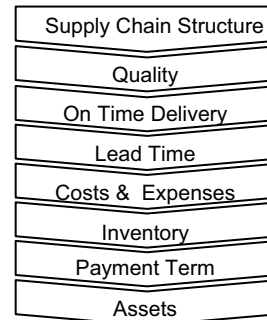 Supply Chain Structure
Quality
On Time Delivery
Lead Time
Costs & Expenses
Inventory
Payment Term
Assets